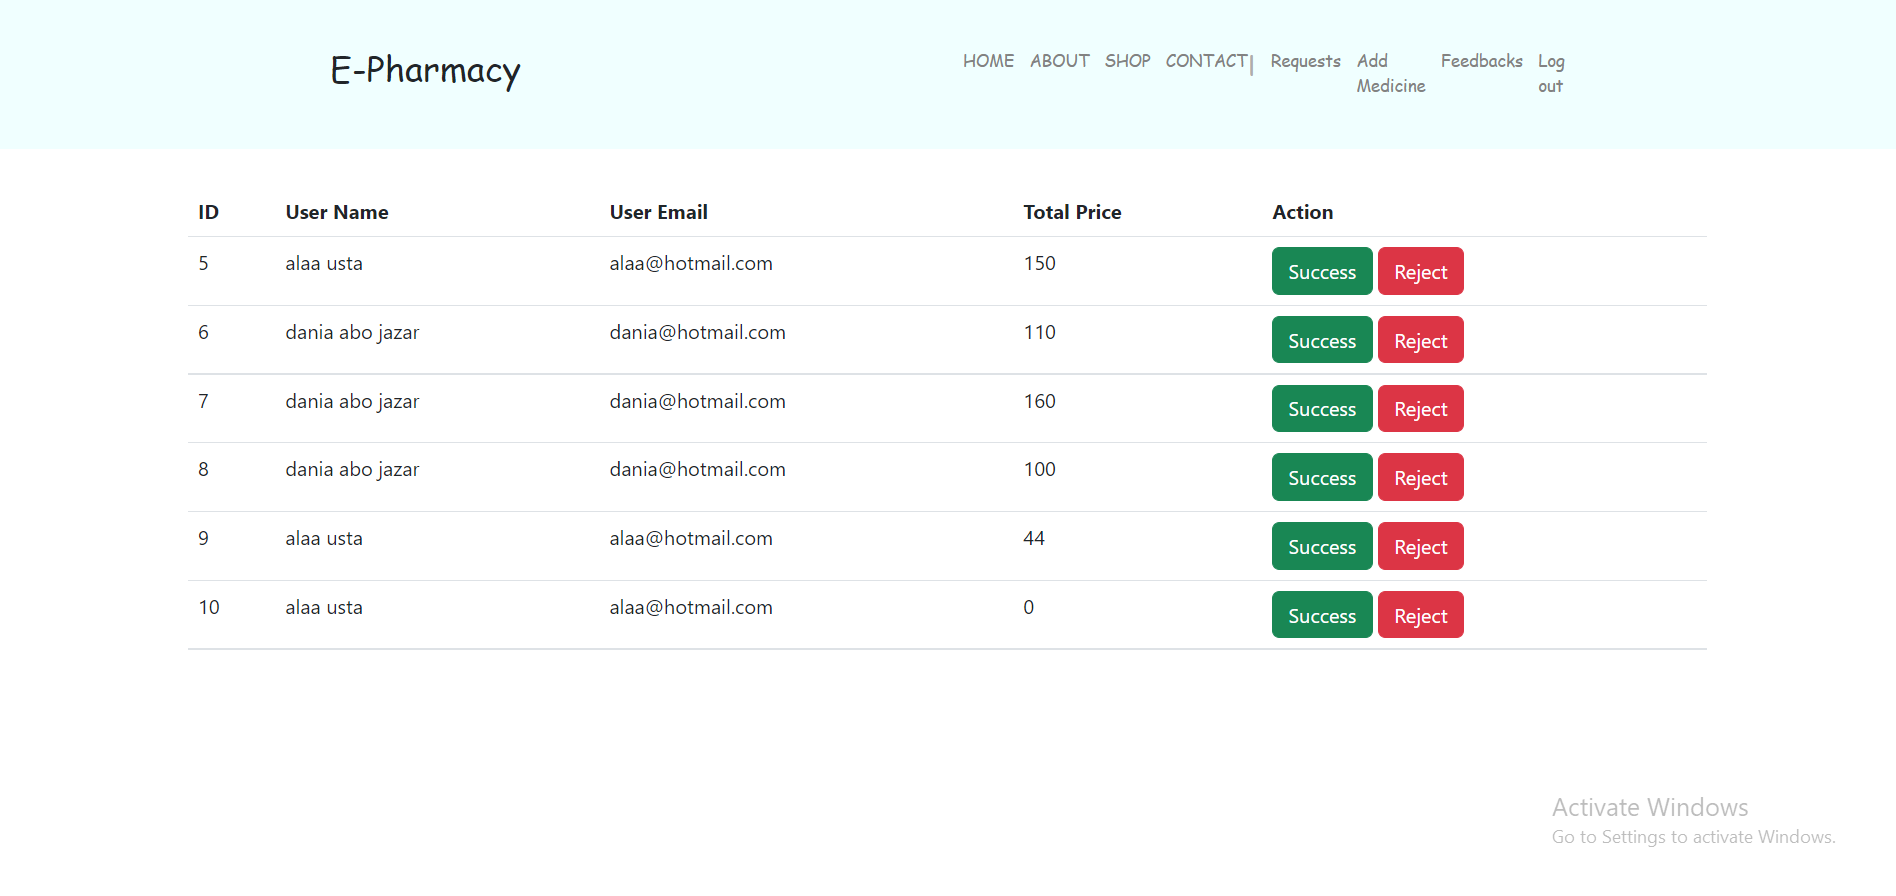 E-Pharmacy
HOME ABOUT SHOP CONTACT| Requests Add Medicine Feedbacks Log out
ID User Name User Email Total Price Action
5 alaa usta alaa@hotmail.com 150 Success Reject
6 dania abo jazar dania@hotmail.com 110 Success Reject
7 dania abo jazar dania@hotmail.com 160 Success Reject
8 dania abo jazar dania@hotmail.com 100 Success Reject
9 alaa usta alaa@hotmail.com 44 Success Reject
10 alaa usta alaa@hotmail.com 0 Success Reject
Activate Windows
Go to Settings to activate Windows.